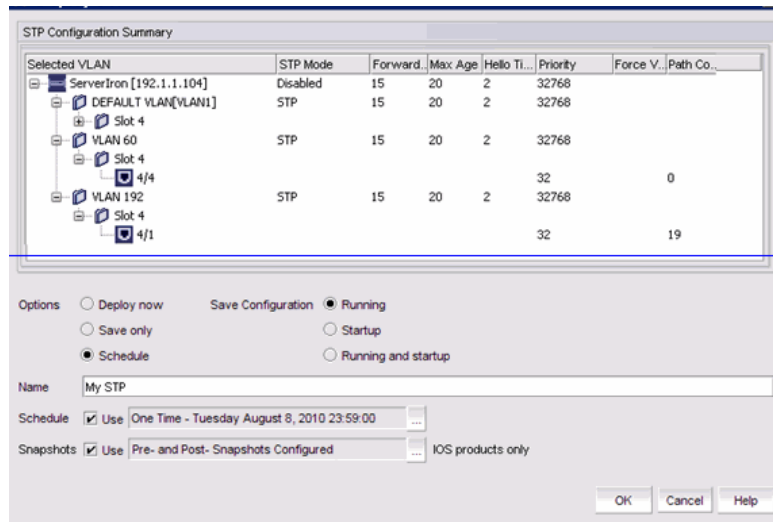 STP Configuration Summary
Selected VLAN STP Mode Forward.. Max Age Hello Ti... Priority Force V... Path Co...
ServerIron [192.1.1.104] Disabled 15 20 2 32768
DEFAULT VLAN[VLAN1] STP 15 20 2 32768
Slot 4
VLAN 60 STP 15 20 2 32768
Slot 4
4/4 32 0
VLAN 192 STP 15 20 2 32768
Slot 4
4/1 32 19
Options Deploy now Save Configuration Running
Save only Startup
Schedule Running and startup
Name My STP
Schedule Use One Time - Tuesday August 8, 2010 23:59:00 ...
Snapshots Use Pre- and Post- Snapshots Configured ... IOS products only
OK Cancel Help